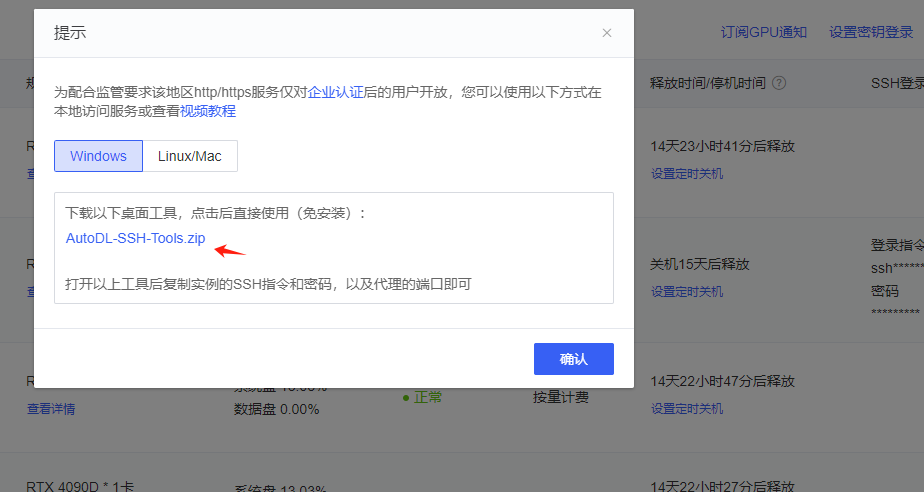 提示
×
订阅GPU通知 设置密钥登录
释放时间/停机时间 ? SSH登录
为配合监管要求该地区http/https服务仅对企业认证后的用户开放，您可以使用以下方式在
本地访问服务或查看视频教程
14天23小时41分后释放
Windows Linux/Mac
设置定时关机
下载以下桌面工具，点击后直接使用（免安装）：
AutoDL-SSH-Tools.zip
登录指令
关机15天后释放
ssh*******
打开以上工具后复制实例的SSH指令和密码，以及代理的端口即可
设置定时关机
密码
*********
确认
14天22小时47分后释放
正常 按量计费
查看详情 数据盘 0.00% 设置定时关机
RTX 4090D * 1卡 系统盘 13.03% 14天22小时27分后释放